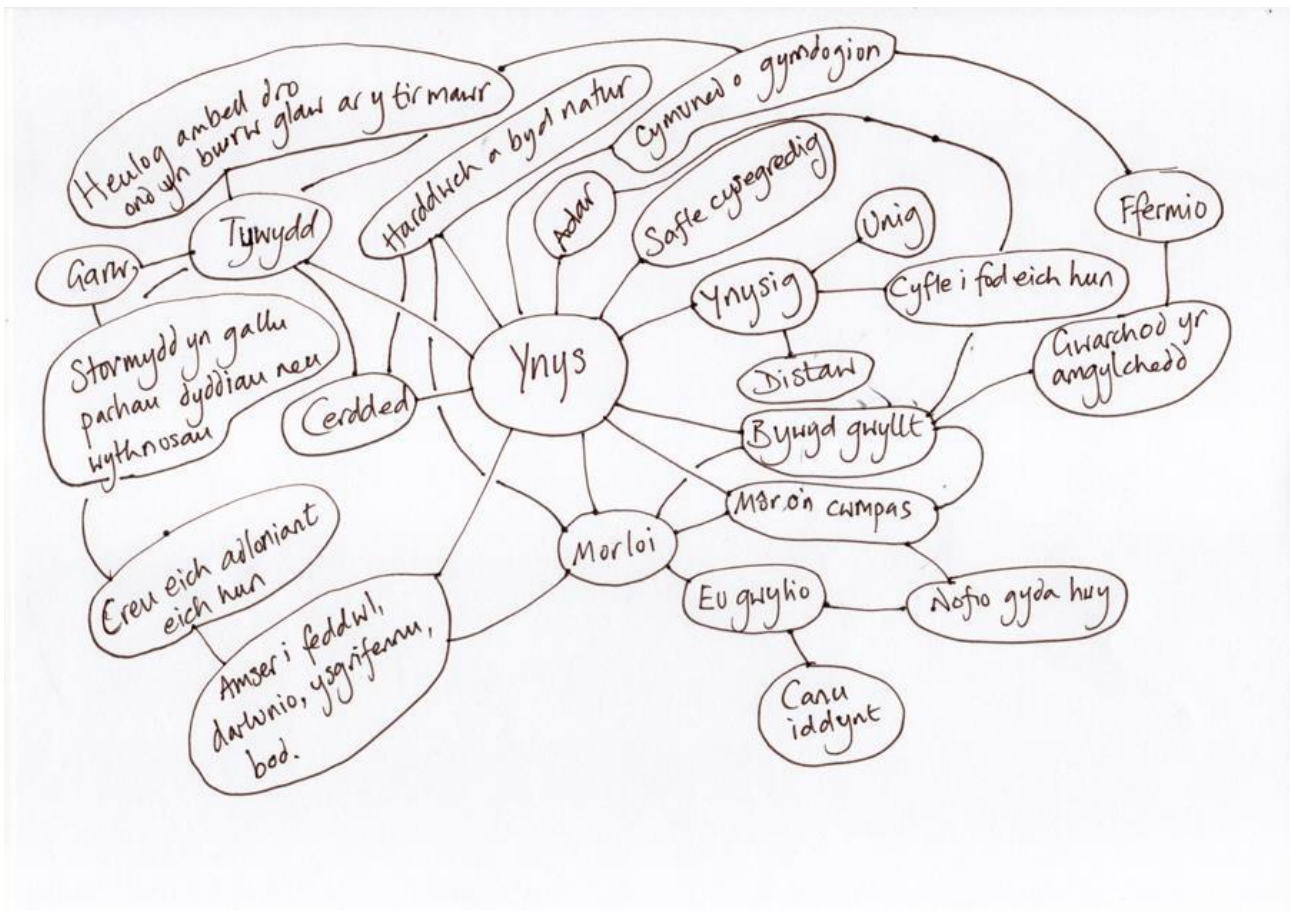 Heulog ambell dro
ond yn bwrw glaw ar y tir mawr
Harddwch a byd natur
Cymuned o gymdogion
Adar
Safle cysegredig
Unig
Ffermio
Tywydd
Garw,
Ynysig
Cyfle i fod eich hun
Stormydd yn gallu
parhau dyddiau neu
wythnosau
Ynys
Gwarchod yr
amgylchedd
Distaw
Cerdded
Bywyd gwyllt
Môr o'n cwmpas
Morloi
Creu eich adloniant
eich hun
Eu gwylio
Nofio gyda hwy
Amser i feddwl,
darlunio, ysgrifennu,
bod.
Canu
iddynt